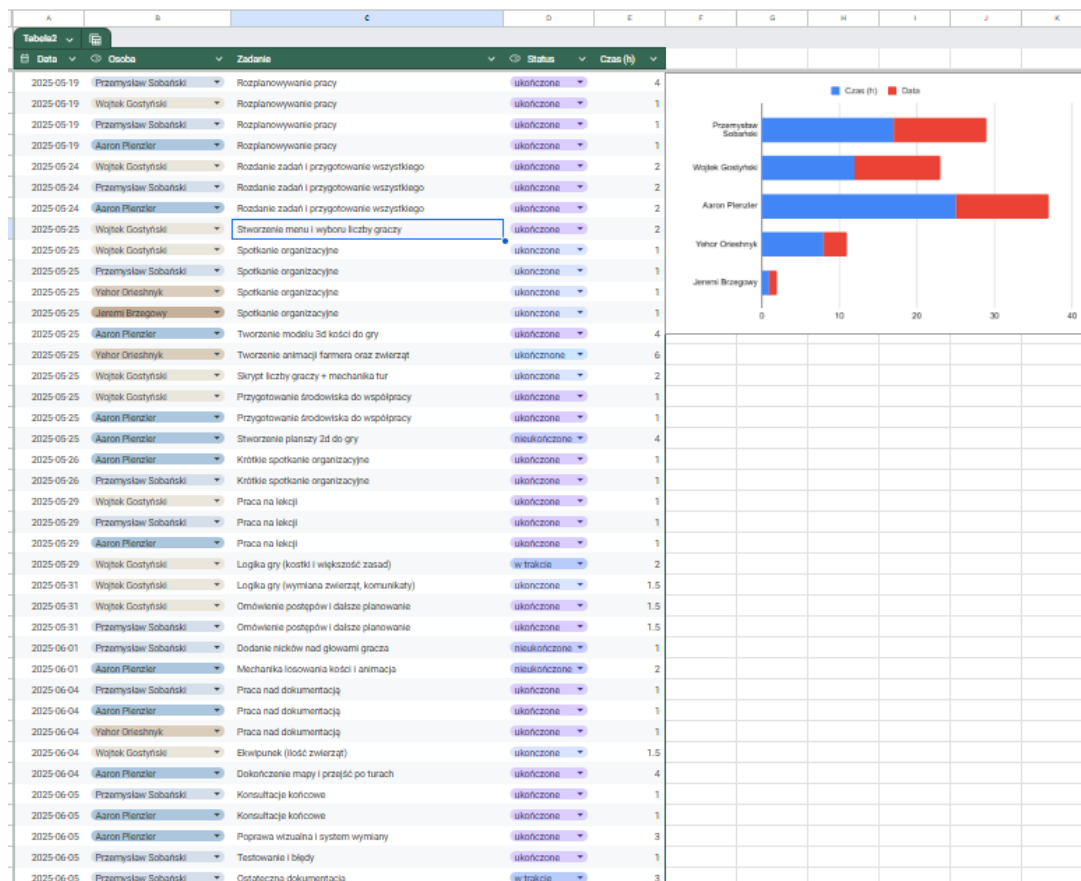 A B C D E F G H I J K
Tabela2
Data Osoba Zadanie Status Czas (h)
2025-05-19 Przemysław Sobański Rozplanowywanie pracy ukończone 4
2025-05-19 Wojtek Gostyński Rozplanowywanie pracy ukończone 1
2025-05-19 Przemysław Sobański Rozplanowywanie pracy ukończone 1
2025-05-19 Aaron Plenzler Rozplanowywanie pracy ukończone 1
2025-05-24 Wojtek Gostyński Rozdanie zadań i przygotowanie wszystkiego ukończone 2
2025-05-24 Przemysław Sobański Rozdanie zadań i przygotowanie wszystkiego ukończone 2
2025-05-24 Aaron Plenzler Rozdanie zadań i przygotowanie wszystkiego ukończone 2
2025-05-25 Wojtek Gostyński Stworzenie menu i wyboru liczby graczy ukończone 2
2025-05-25 Wojtek Gostyński Spotkanie organizacyjne ukonczone 1
2025-05-25 Przemysław Sobański Spotkanie organizacyjne ukonczone 1
2025-05-25 Yehor Orieshnyk Spotkanie organizacyjne ukonczone 1
2025-05-25 Jeremi Brzegowy Spotkanie organizacyjne ukonczone 1
2025-05-25 Aaron Plenzler Tworzenie modelu 3d kości do gry ukończone 4
2025-05-25 Yehor Orieshnyk Tworzenie animacji farmera oraz zwierząt ukończnone 6
2025-05-25 Wojtek Gostyński Skrypt liczby graczy + mechanika tur ukonczone 2
2025-05-25 Wojtek Gostyński Przygotowanie środowiska do współpracy ukończone 1
2025-05-25 Aaron Plenzler Przygotowanie środowiska do współpracy ukończone 1
2025-05-25 Aaron Plenzler Stworzenie planszy 2d do gry nieukończone 4
2025-05-26 Aaron Plenzler Krótkie spotkanie organizacyjne ukończone 1
2025-05-26 Przemysław Sobański Krótkie spotkanie organizacyjne ukończone 1
2025-05-29 Wojtek Gostyński Praca na lekcji ukończone 1
2025-05-29 Przemysław Sobański Praca na lekcji ukończone 1
2025-05-29 Aaron Plenzler Praca na lekcji ukończone 1
2025-05-29 Wojtek Gostyński Logika gry (kostki i większość zasad) w trakcie 2
2025-05-31 Wojtek Gostyński Logika gry (wymiana zwierząt, komunikaty) ukonczone 1.5
2025-05-31 Wojtek Gostyński Omówienie postępów i dalsze planowanie ukończone 1.5
2025-05-31 Przemysław Sobański Omówienie postępów i dalsze planowanie ukończone 1.5
2025-06-01 Przemysław Sobański Dodanie nicków nad głowami gracza nieukończone 1
2025-06-01 Aaron Plenzler Mechanika losowania kości i animacja nieukończone 2
2025-06-04 Przemysław Sobański Praca nad dokumentacją ukończone 1
2025-06-04 Aaron Plenzler Praca nad dokumentacją ukończone 1
2025-06-04 Yehor Orieshnyk Praca nad dokumentacją ukończone 1
2025-06-04 Wojtek Gostyński Ekwipunek (ilość zwierząt) ukonczone 1.5
2025-06-04 Aaron Plenzler Dokończenie mapy i przejść po turach ukończone 4
2025-06-05 Przemysław Sobański Konsultacje końcowe ukończone 1
2025-06-05 Aaron Plenzler Konsultacje końcowe ukończone 1
2025-06-05 Aaron Plenzler Poprawa wizualna i system wymiany ukończone 3
2025-06-05 Przemysław Sobański Testowanie i błędy ukończone 1
2025-06-05 Przemysław Sobański Ostateczna dokumentacja w trakcie 3
Czas (h) Data
Przemysław
Sobański
Wojtek Gostyński
Aaron Plenzler
Yehor Orieshnyk
Jeremi Brzegowy
0 10 20 30 40